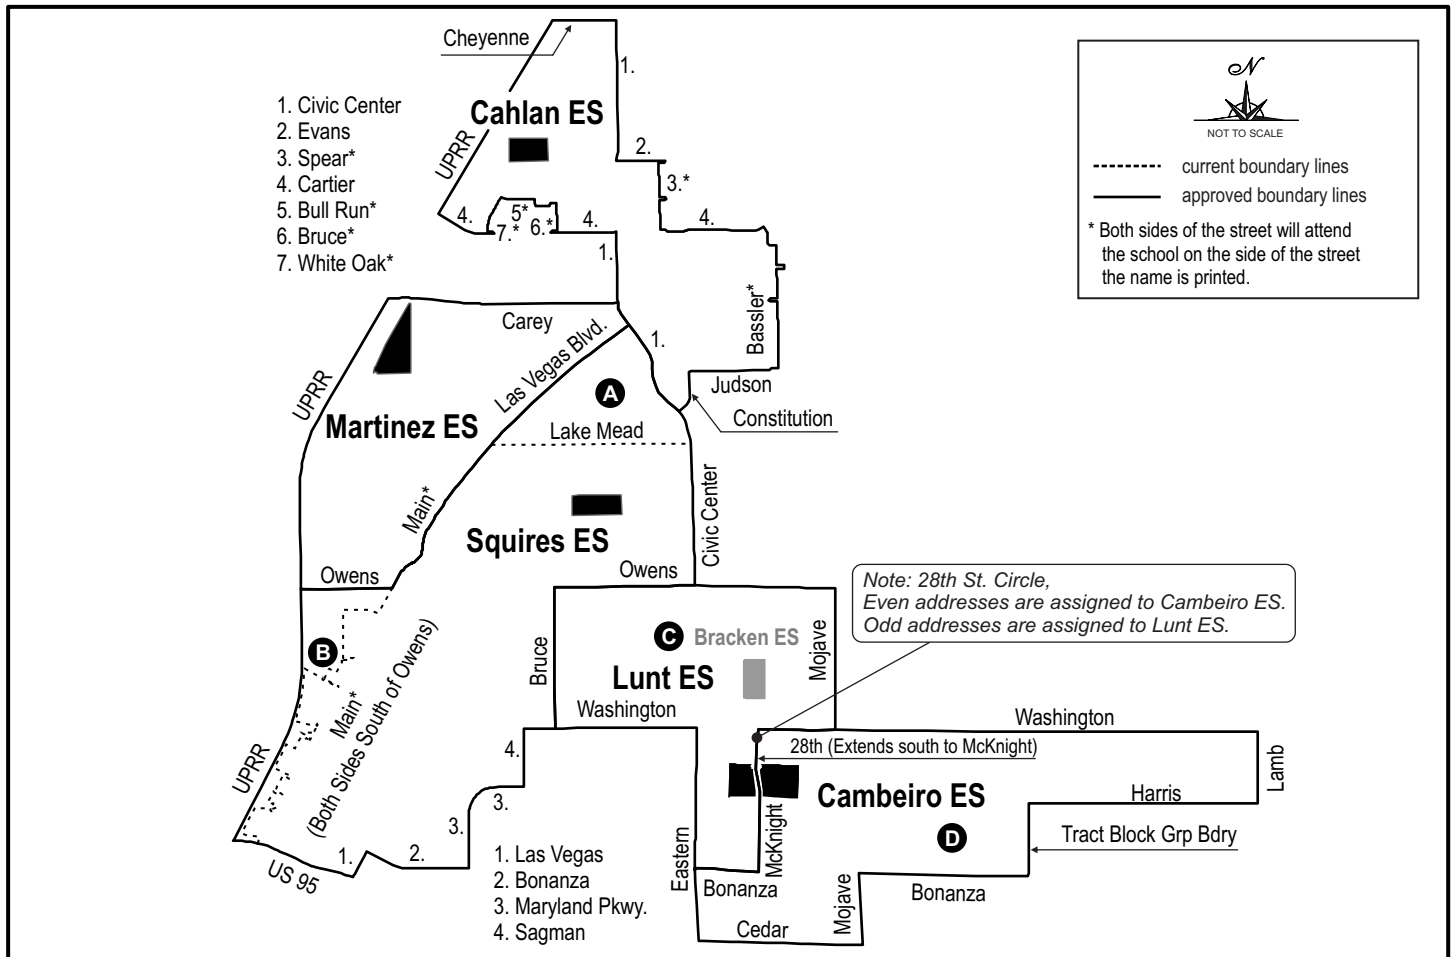 Cheyenne
1.
1. Civic Center
2. Evans
3. Spear*
4. Cartier
5. Bull Run*
6. Bruce*
7. White Oak*
Cahlan ES
UPRR
2.
3.*
4.
5*
6.*
7.*
4.
4.
1.
N
NOT TO SCALE
current boundary lines
approved boundary lines
* Both sides of the street will attend
the school on the side of the street
the name is printed.
Carey
Las Vegas Blvd.
1.
Bassler*
Judson
Constitution
UPRR
A
Martinez ES
Lake Mead
Main*
Squires ES
Civic Center
Owens
Owens
Note: 28th St. Circle,
Even addresses are assigned to Cambeiro ES.
Odd addresses are assigned to Lunt ES.
B
C
Bracken ES
Bruce
Lunt ES
Mojave
Washington
Washington
Main*
(Both Sides South of Owens)
UPRR
4.
28th (Extends south to McKnight)
Lamb
3.
Cambeiro ES
Harris
3.
D
Tract Block Grp Bdry
McKnight
Eastern
1.
2.
US 95
1. Las Vegas
2. Bonanza
3. Maryland Pkwy.
4. Sagman
Bonanza
Bonanza
Mojave
Cedar